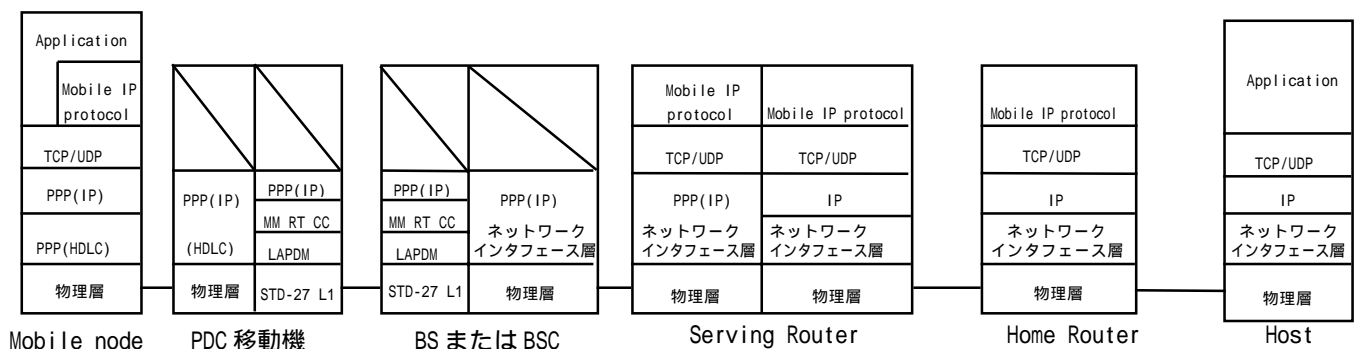 Application
Mobile IP
protocol
TCP/UDP
PPP(IP)
PPP(HDLC)
物理層
Mobile node
PPP(IP)
(HDLC)
物理層
PPP(IP)
MM RT CC
LAPDM
STD-27 L1
PDC 移動機
PPP(IP)
MM RT CC
LAPDM
STD-27 L1
PPP(IP)
ネットワーク
インタフェース層
物理層
BS または BSC
Mobile IP
protocol
TCP/UDP
PPP(IP)
ネットワーク
インタフェース層
物理層
Mobile IP protocol
TCP/UDP
IP
ネットワーク
インタフェース層
物理層
Serving Router
Mobile IP protocol
TCP/UDP
IP
ネットワーク
インタフェース層
物理層
Home Router
Application
TCP/UDP
IP
ネットワーク
インタフェース層
物理層
Host